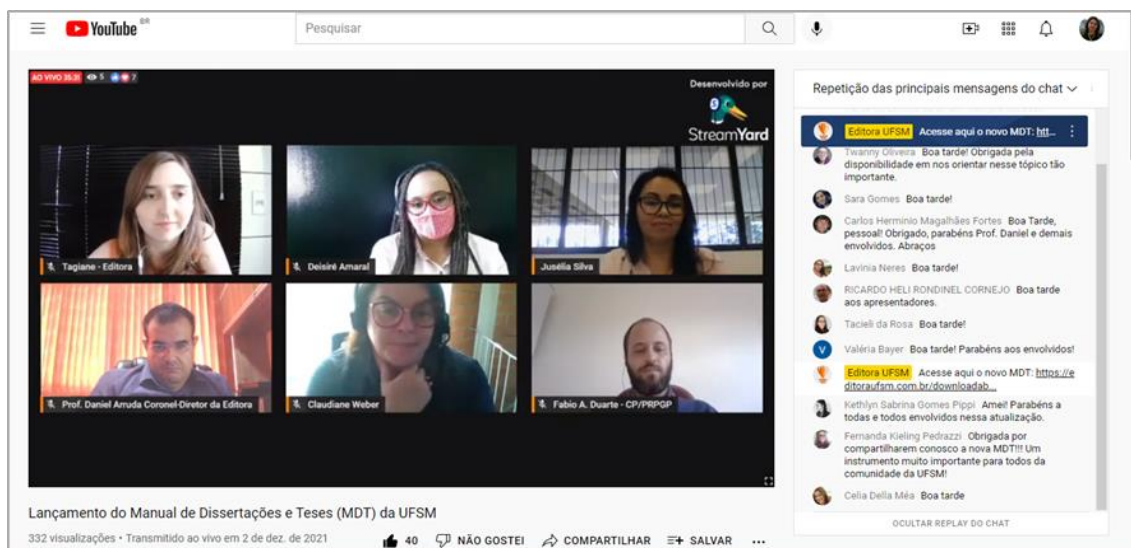 YouTube BR
Pesquisar
AO VIVO 35:31 5 7
Desenvolvido por
StreamYard
Tagiane - Editora
Deisiré Amaral
Jusélia Silva
Prof. Daniel Arruda Coronel-Diretor da Editora
Claudiane Weber
Fabio A. Duarte - CP/PRPGP
Lançamento do Manual de Dissertações e Teses (MDT) da UFSM
332 visualizações • Transmitido ao vivo em 2 de dez. de 2021
40 NÃO GOSTEI COMPARTILHAR SALVAR ...
Repetição das principais mensagens do chat
Editora UFSM Acesse aqui o novo MDT: htt...
Twanny Oliveira Boa tarde! Obrigada pela
disponibilidade em nos orientar nesse tópico tão
importante.
Sara Gomes Boa tarde!
Carlos Herminio Magalhães Fortes Boa Tarde,
pessoal! Obrigado, parabéns Prof. Daniel e demais
envolvidos. Abraços
Lavinia Neres Boa tarde!
RICARDO HELI RONDINEL CORNEJO Boa tarde
aos apresentadores.
Tacieli da Rosa Boa tarde!
V
Valéria Bayer Boa tarde! Parabéns aos envolvidos!
Editora UFSM Acesse aqui o novo MDT: https://e
ditoraufsm.com.br/downloadab...
Kethlyn Sabrina Gomes Pippi Amei! Parabéns a
todas e todos envolvidos nessa atualização.
Fernanda Kieling Pedrazzi Obrigada por
compartilharem conosco a nova MDT!!! Um
instrumento muito importante para todos da
comunidade da UFSM!
Celia Della Méa Boa tarde
OCULTAR REPLAY DO CHAT